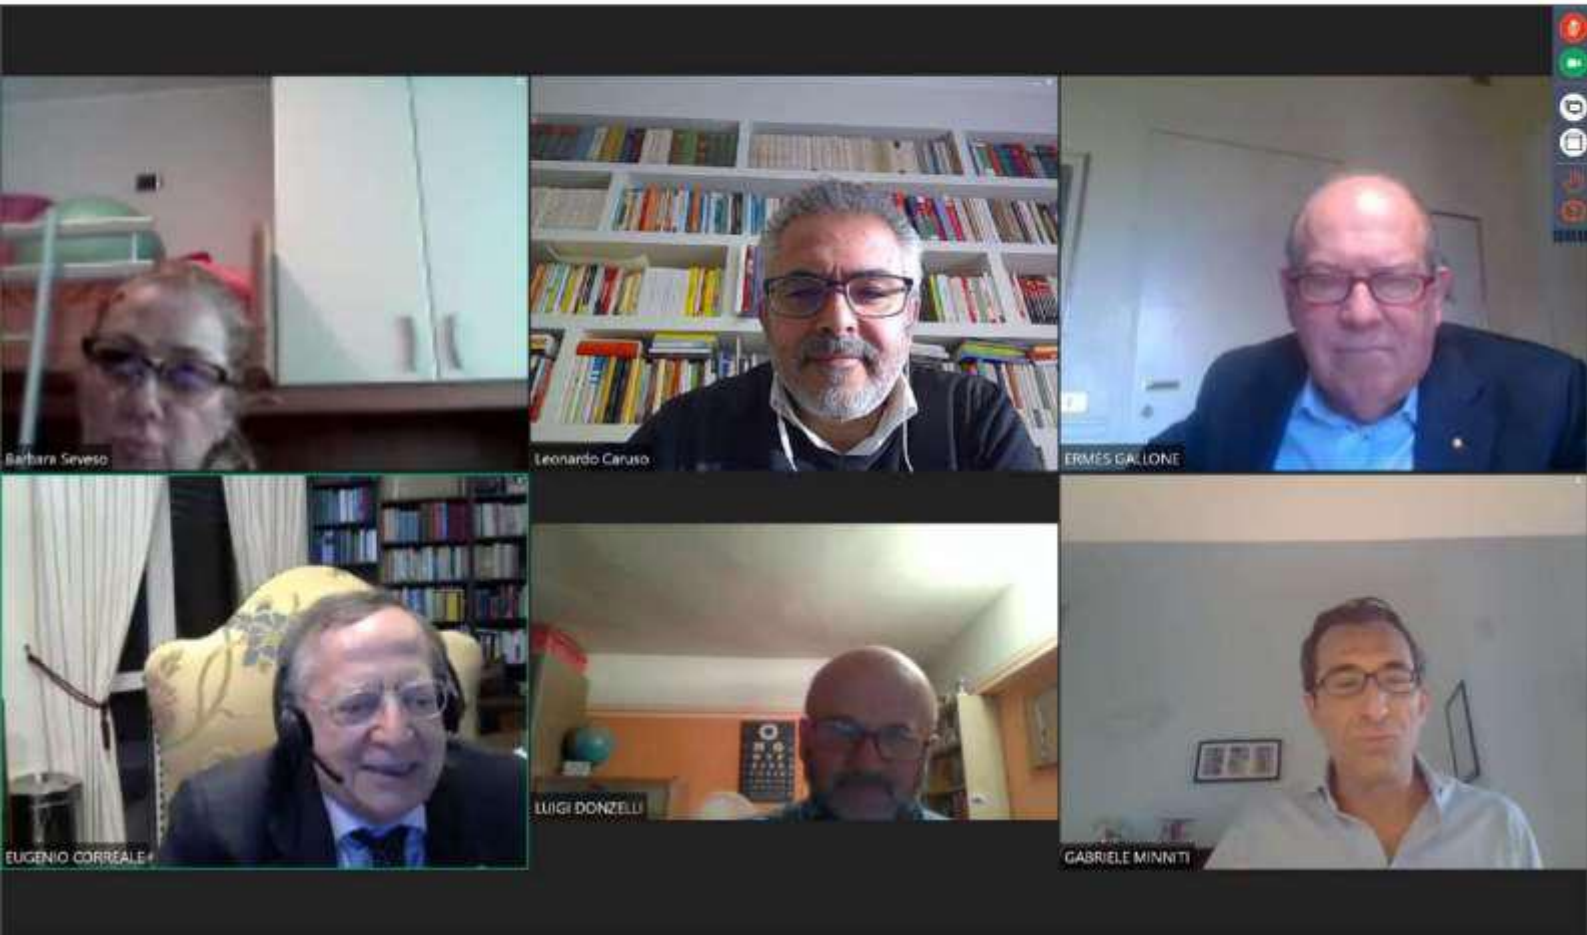 Barbara Seveso
Leonardo Caruso
ERMES GALLONE
EUGENIO CORREALE
LUIGI DONZELLI
GABRIELE MINNITI